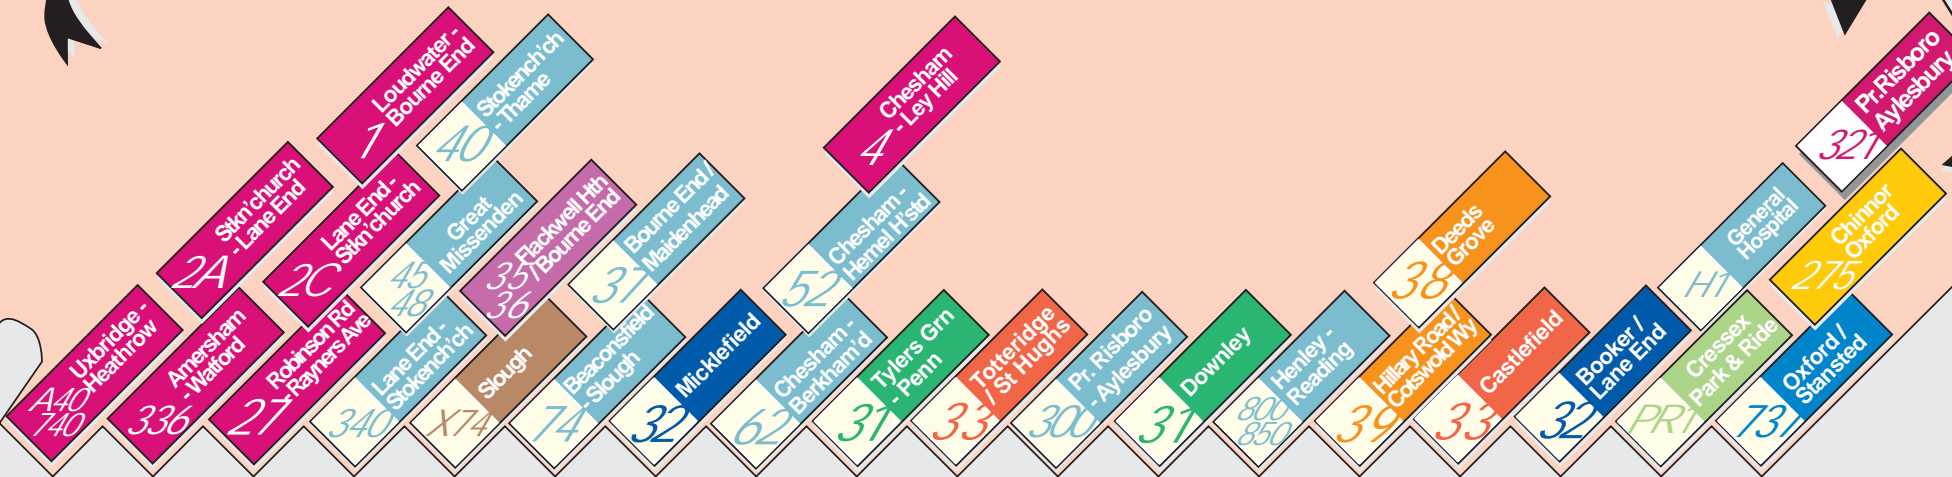 A40
740
Uxbridge -
Heathrow
2A
Stkn'church
- Lane End
336
Amersham
- Watford
1
Loudwater -
Bourne End
2C
Lane End -
Stkn'church
27
Robinson Rd
-Rayners Ave
40
Stokench'ch
- Thame
45
48
Great
Missenden
340
Lane End -
Stokench'ch
35
36
Flackwell Hth
/Bourne End
X74
Slough
37
Bourne End /
Maidenhead
74
Beaconsfield
- Slough
32
Micklefield
4
Chesham
- Ley Hill
52
Chesham -
Hemel H'std
62
Chesham -
Berkham'd
31
Tylers Grn
- Penn
33
Totteridge
/ St Hughs
300
Pr. Risboro
- Aylesbury
31
Downley
800
850
Henley -
Reading
38
Deeds
Grove
39
Hillary Road/
Cotswold Wy
33
Castlefield
32
Booker /
Lane End
H1
General
Hospital
PR1
Cressex
Park & Ride
321
Pr.Risboro
Aylesbury
275
Chinnor
Oxford
737
Oxford /
Stansted